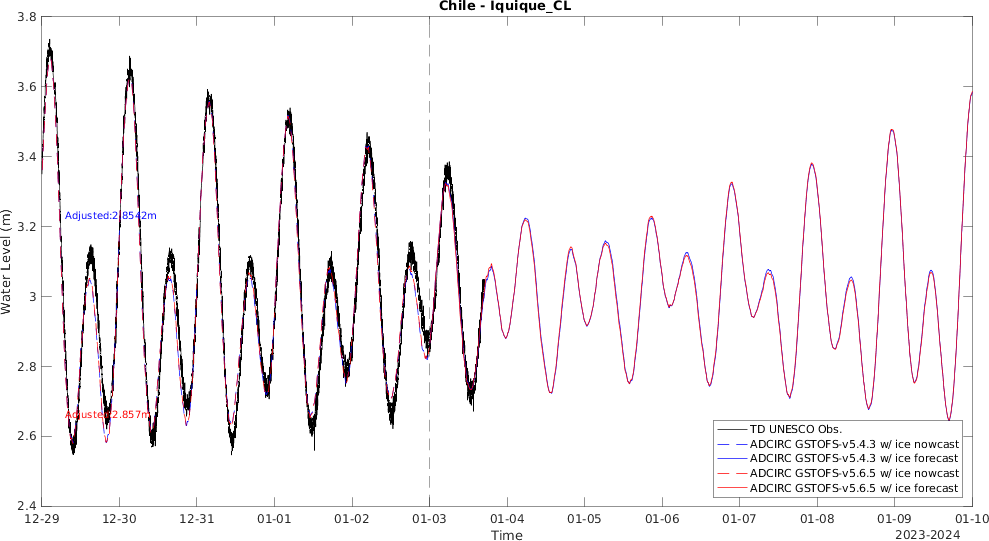 Chile - Iquique_CL
3.8
3.6
3.4
3.2
3
2.8
2.6
2.4
Water Level (m)
Adjusted:2.8542m
Adjusted:2.857m
TD UNESCO Obs.
ADCIRC GSTOFS-v5.4.3 w/ ice nowcast
ADCIRC GSTOFS-v5.4.3 w/ ice forecast
ADCIRC GSTOFS-v5.6.5 w/ ice nowcast
ADCIRC GSTOFS-v5.6.5 w/ ice forecast
12-29 12-30 12-31 01-01 01-02 01-03 01-04 01-05 01-06 01-07 01-08 01-09 01-10
Time
2023-2024